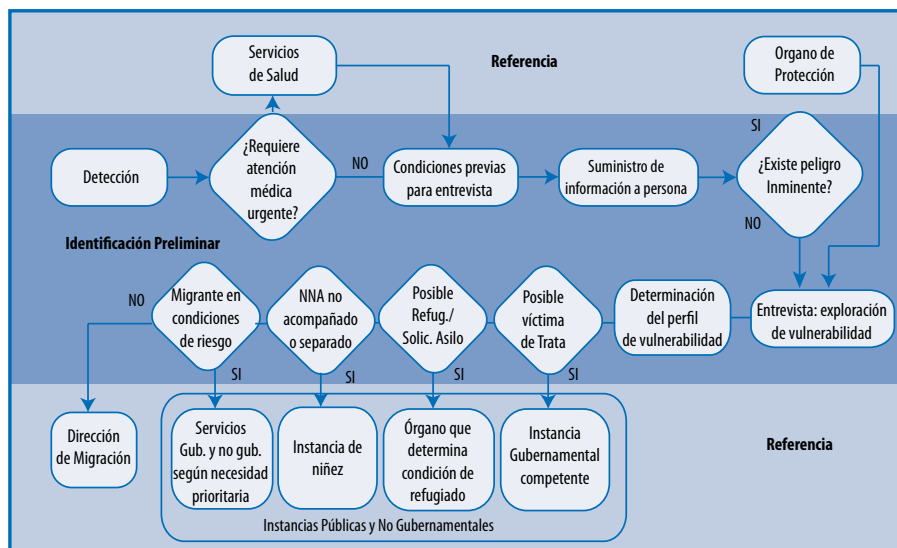 Servicios
de Salud
Referencia
Organo de
Protección
Detección
¿Requiere
atención
médica
urgente?
NO
Condiciones previas
para entrevista
Suministro de
información a persona
SI
¿Existe peligro
Inminente?
NO
Identificación Preliminar
NO
Migrante en
condiciones
de riesgo
NNA no
acompañado
o separado
Posible
Refug./
Solic. Asilo
Posible
víctima
de Trata
Determinación
del perfil
de vulnerabilidad
Entrevista: exploración
de vulnerabilidad
SI
SI
SI
SI
Dirección
de Migración
Servicios
Gub. y no gub.
según necesidad
prioritaria
Instancia de
niñez
Órgano que
determina
condición de
refugiado
Instancia
Gubernamental
competente
Referencia
Instancias Públicas y No Gubernamentales